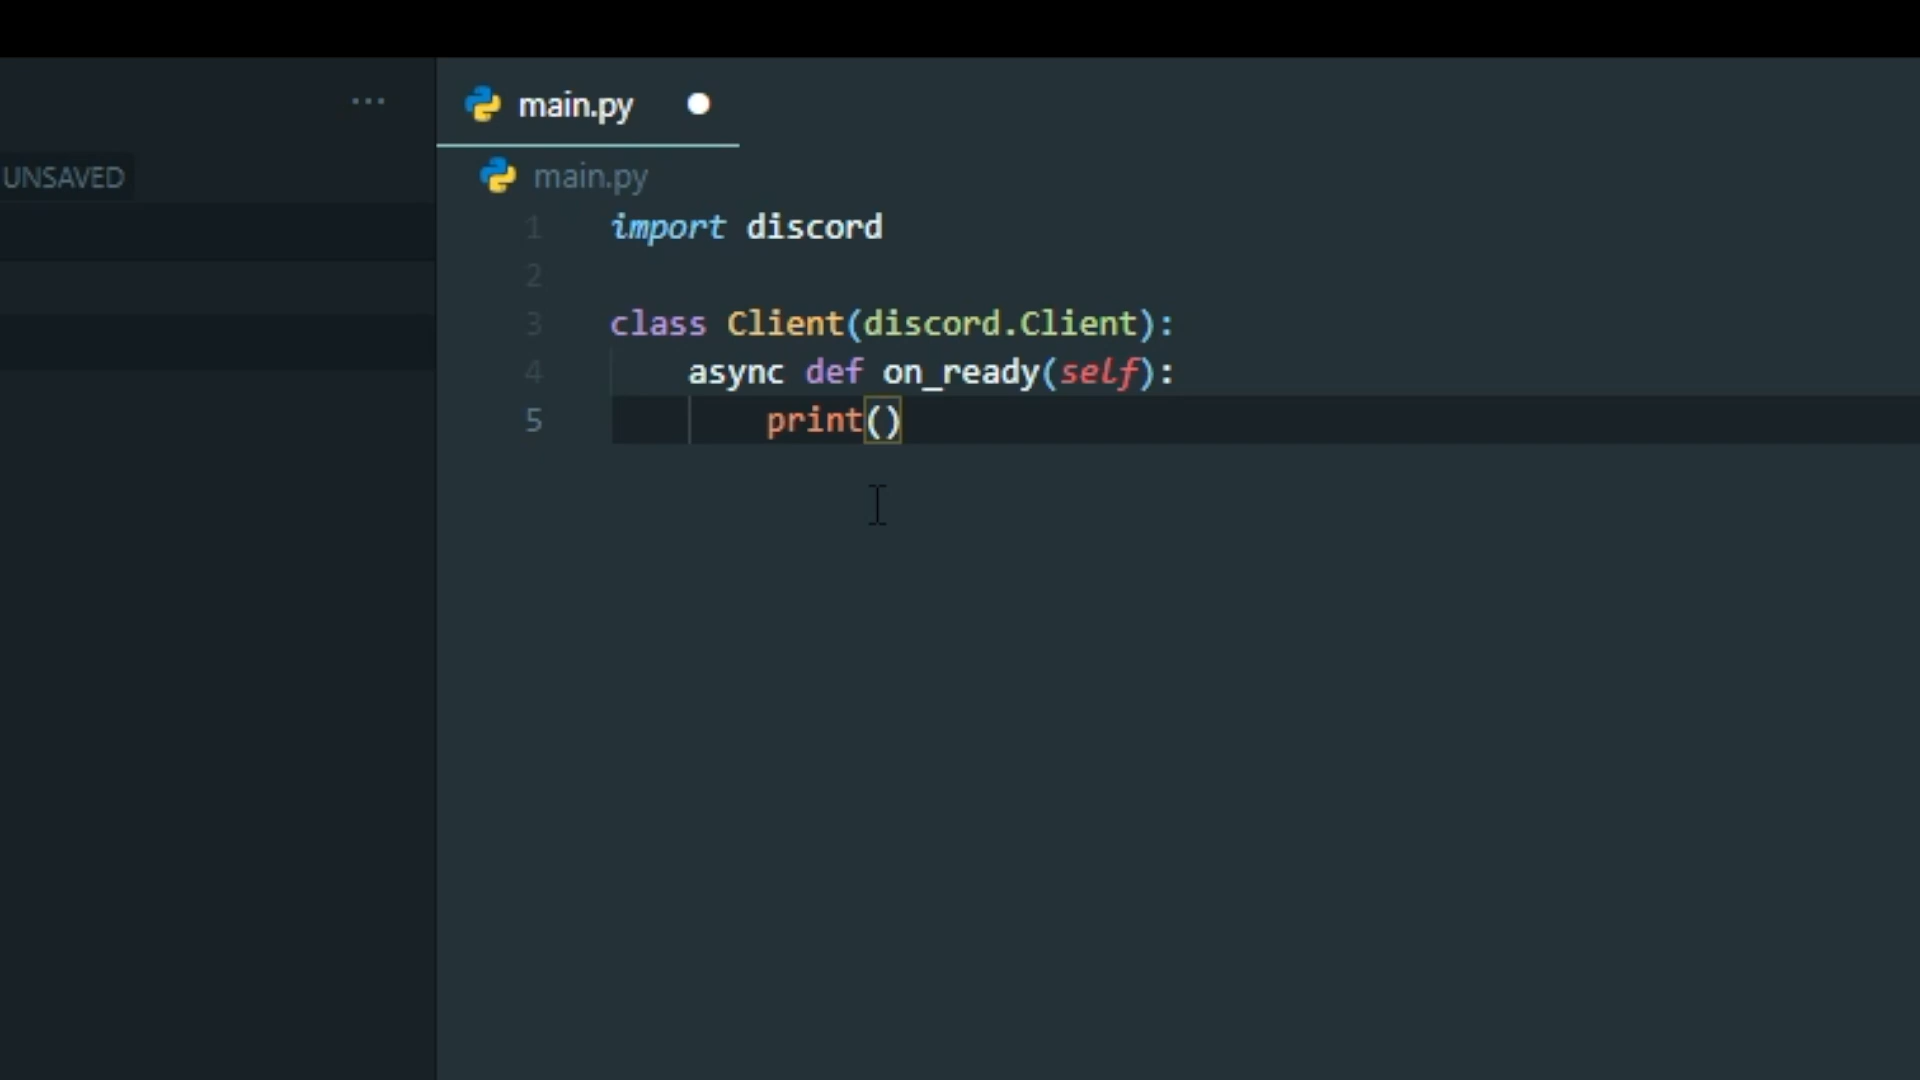 main.py
UNSAVED
main.py
1 import discord
2
3 class Client(discord.Client):
4     async def on_ready(self):
5         print()